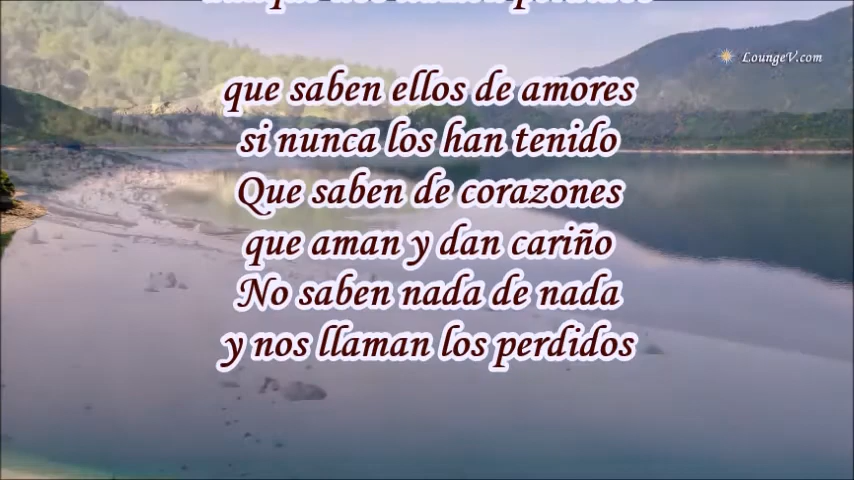 LoungeV.com
que saben ellos de amores
si nunca los han tenido
Que saben de corazones
que aman y dan cariño
No saben nada de nada
y nos llaman los perdidos